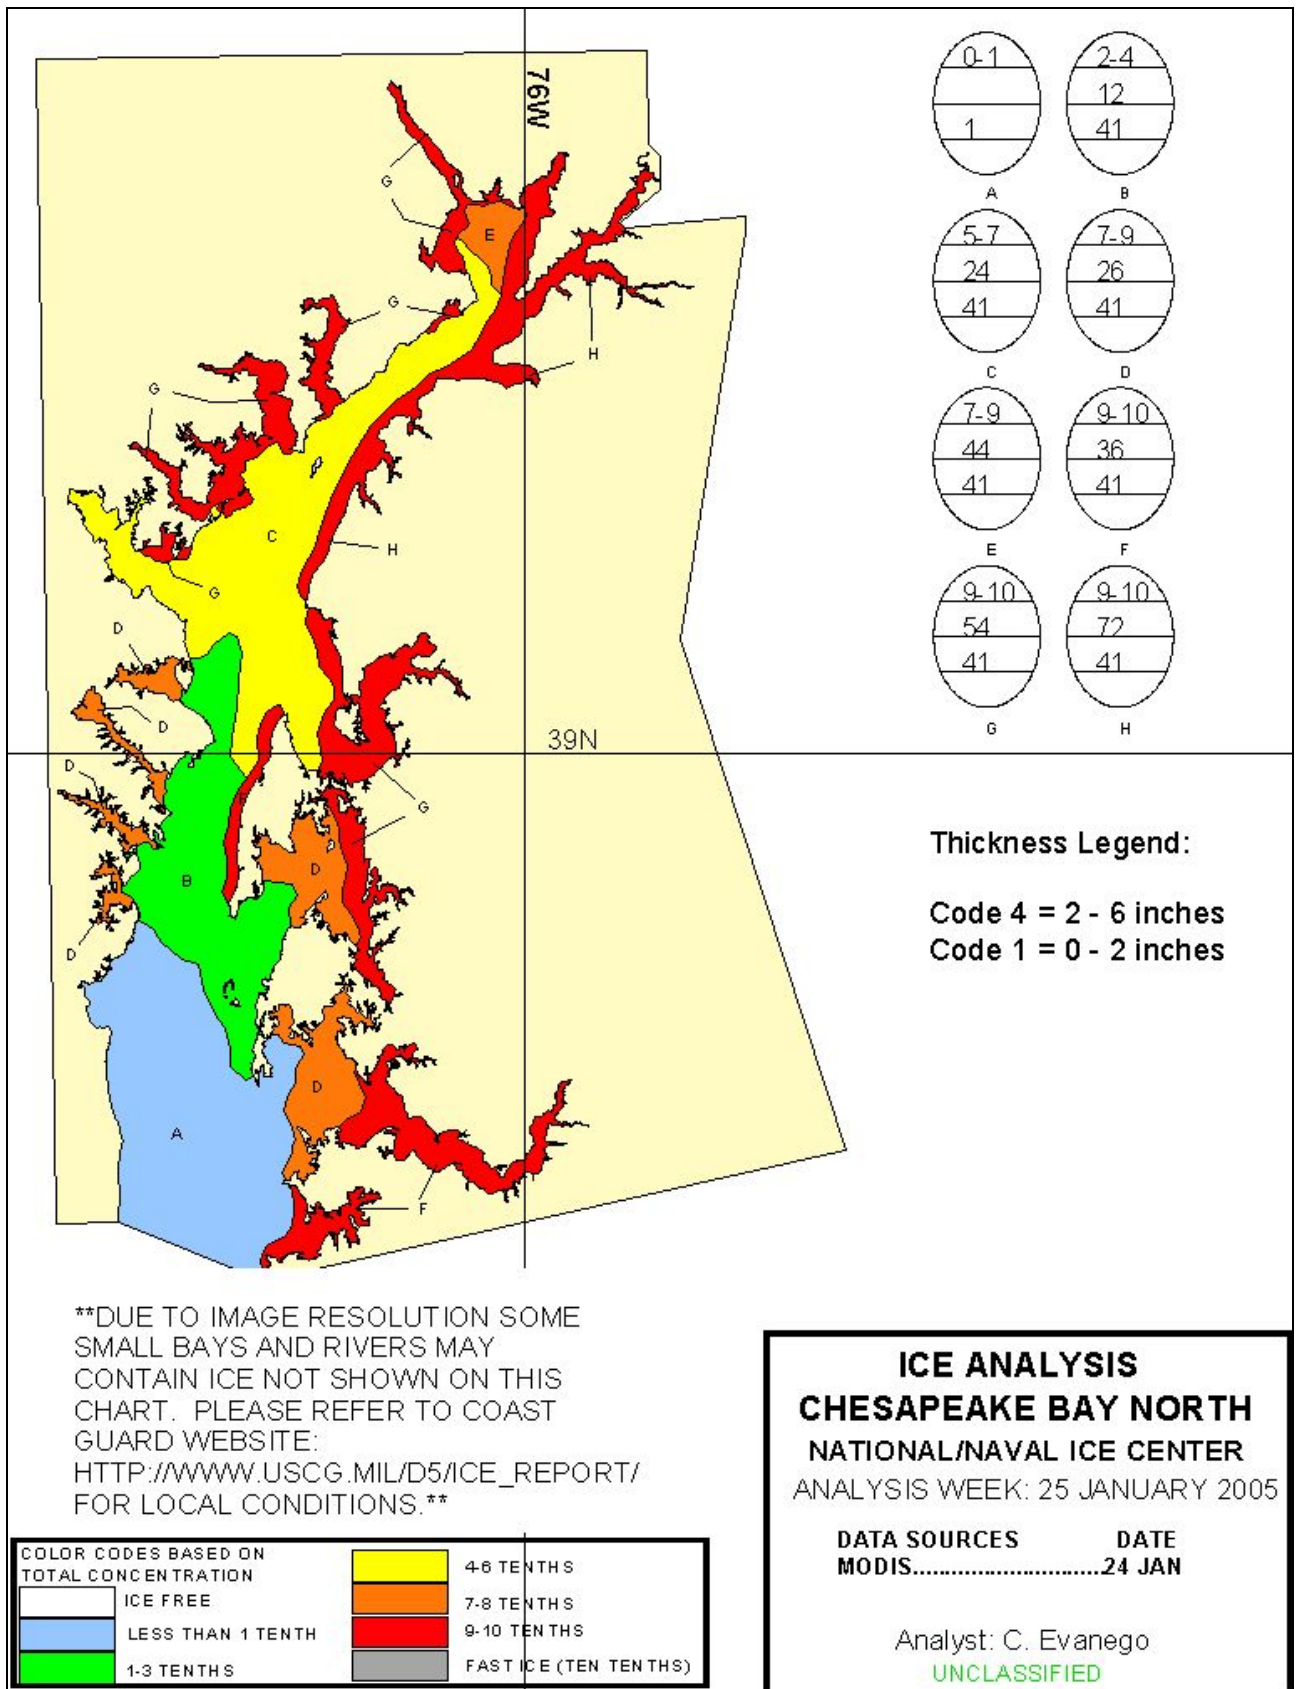 76W
0-1
1
A
2-4
12
41
B
5-7
24
41
C
7-9
26
41
D
7-9
44
41
E
9-10
36
41
F
9-10
54
41
G
9-10
72
41
H
G
E
G
H
G
C
H
G
D
D
39N
D
G
D
B
D
D
A
F
Thickness Legend:
Code 4 = 2 - 6 inches
Code 1 = 0 - 2 inches
**DUE TO IMAGE RESOLUTION SOME
SMALL BAYS AND RIVERS MAY
CONTAIN ICE NOT SHOWN ON THIS
CHART. PLEASE REFER TO COAST
GUARD WEBSITE:
HTTP://WWW.USCG.MIL/D5/ICE_REPORT/
FOR LOCAL CONDITIONS.**
COLOR CODES BASED ON
TOTAL CONCENTRATION
ICE FREE
LESS THAN 1 TENTH
1-3 TENTHS
4-6 TENTHS
7-8 TENTHS
9-10 TENTHS
FAST ICE (TEN TENTHS)
ICE ANALYSIS
CHESAPEAKE BAY NORTH
NATIONAL/NAVAL ICE CENTER
ANALYSIS WEEK: 25 JANUARY 2005
DATA SOURCES DATE
MODIS..............................24 JAN
Analyst: C. Evanego
UNCLASSIFIED